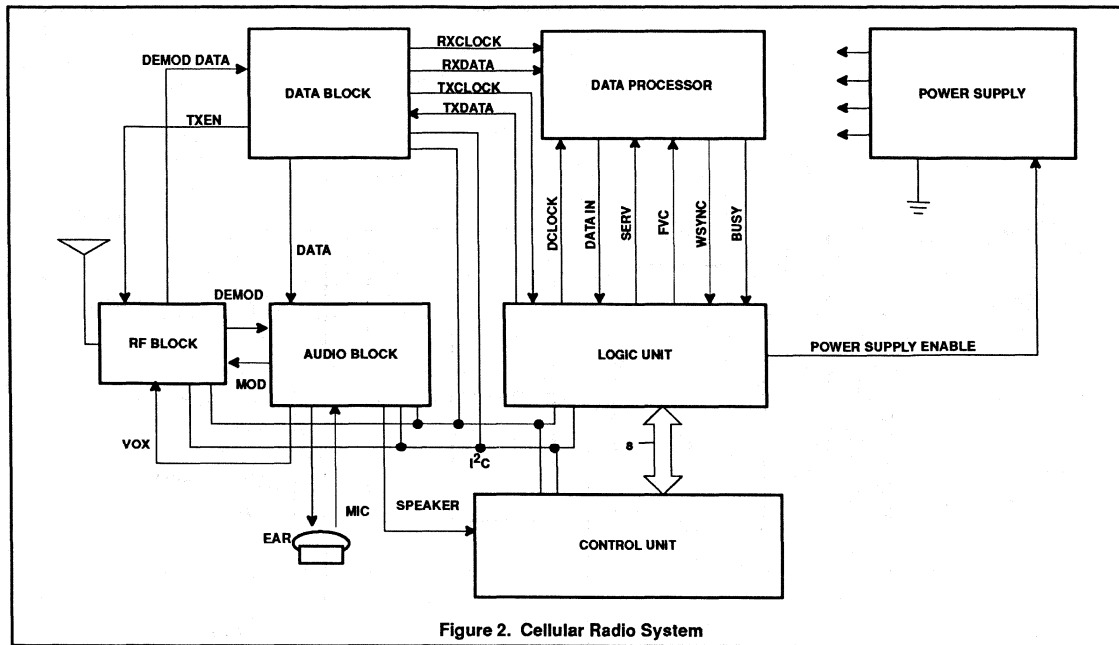 DEMOD DATA
DATA BLOCK
RXCLOCK
RXDATA
TXCLOCK
TXDATA
DATA PROCESSOR
POWER SUPPLY
TXEN
DATA
DCLOCK
DATA IN
SERV
FVC
WSYNC
BUSY
DEMOD
RF BLOCK
MOD
AUDIO BLOCK
LOGIC UNIT
POWER SUPPLY ENABLE
VOX
I²C
8
EAR
MIC
SPEAKER
CONTROL UNIT
Figure 2. Cellular Radio System